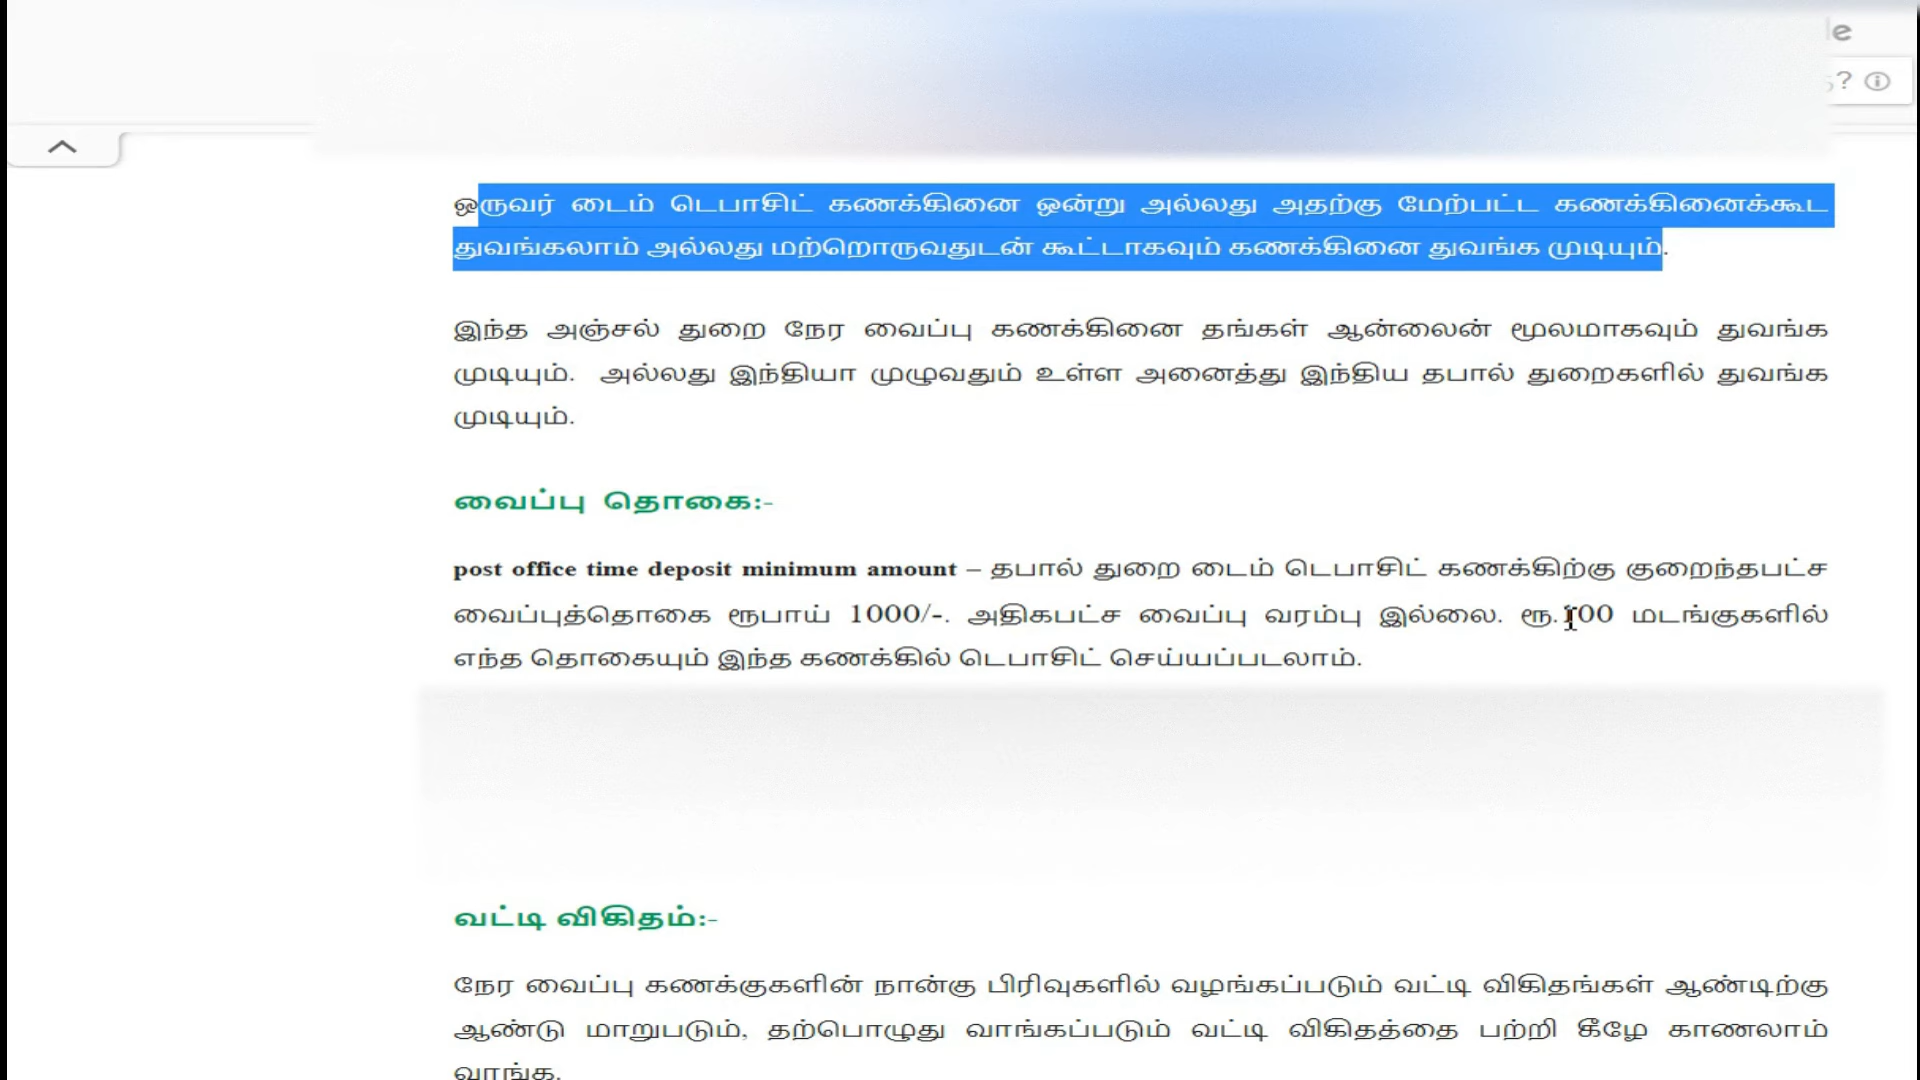 ஒருவர் டைம் டெபாசிட் கணக்கினை ஒன்று அல்லது அதற்கு மேற்பட்ட கணக்கினைக்கூட
துவங்கலாம் அல்லது மற்றொருவதுடன் கூட்டாகவும் கணக்கினை துவங்க முடியும்.
இந்த அஞ்சல் துறை நேர வைப்பு கணக்கினை தங்கள் ஆன்லைன் மூலமாகவும் துவங்க
முடியும். அல்லது இந்தியா முழுவதும் உள்ள அனைத்து இந்திய தபால் துறைகளில் துவங்க
முடியும்.
வைப்பு தொகை:-
post office time deposit minimum amount – தபால் துறை டைம் டெபாசிட் கணக்கிற்கு குறைந்தபட்ச
வைப்புத்தொகை ரூபாய் 1000/-. அதிகபட்ச வைப்பு வரம்பு இல்லை. ரூ.100 மடங்குகளில்
எந்த தொகையும் இந்த கணக்கில் டெபாசிட் செய்யப்படலாம்.
வட்டி விகிதம்:-
நேர வைப்பு கணக்குகளின் நான்கு பிரிவுகளில் வழங்கப்படும் வட்டி விகிதங்கள் ஆண்டிற்கு
ஆண்டு மாறுபடும், தற்பொழுது வாங்கப்படும் வட்டி விகிதத்தை பற்றி கீழே காணலாம்
வாங்க.